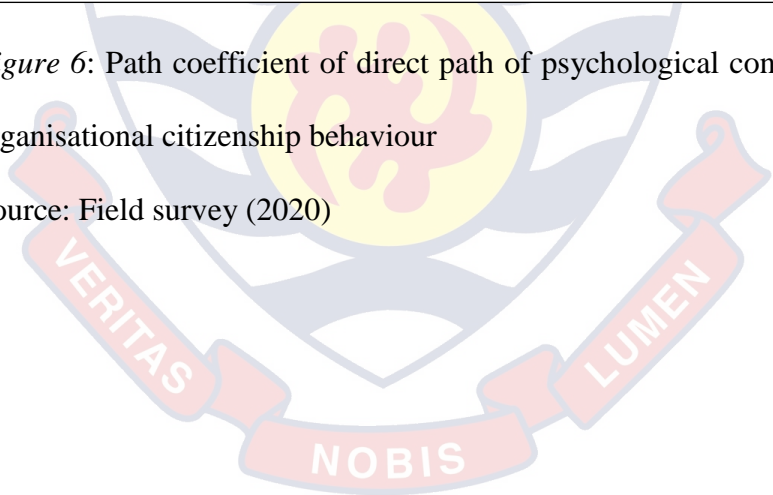 igure 6: Path coefficient of direct path of psychological con
ganisational citizenship behaviour
ource: Field survey (2020)
VERITAS
NOBIS
LUMEN